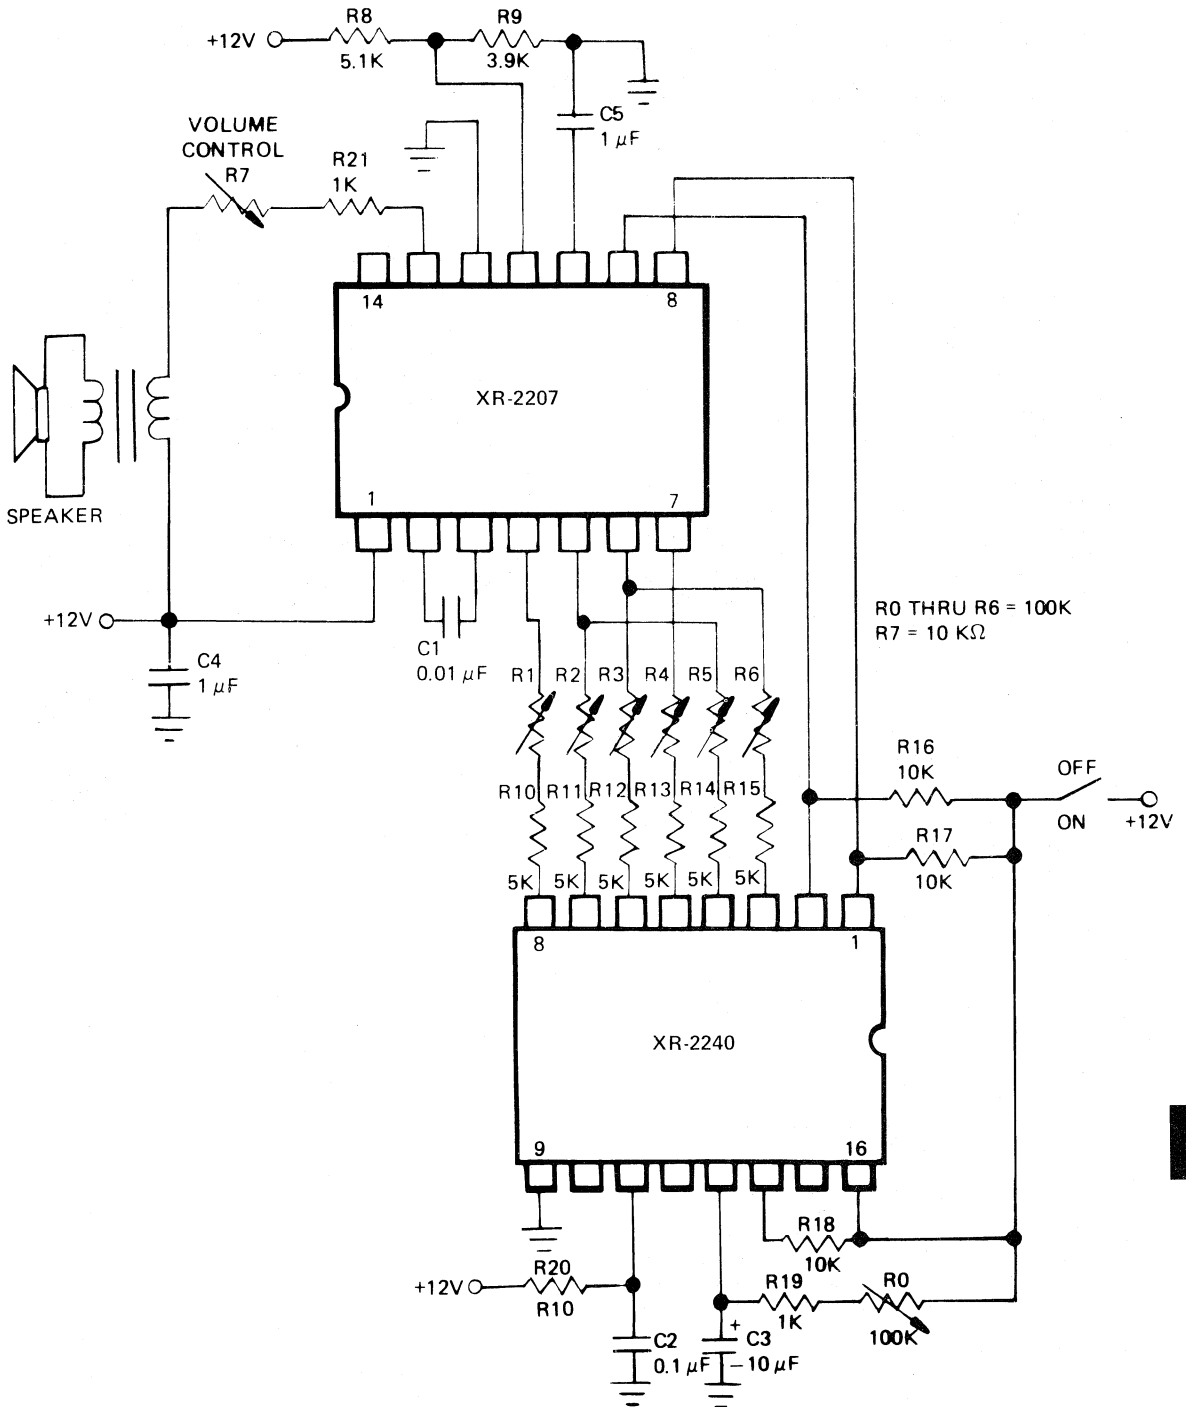 R8 R9
+12V
5.1K 3.9K
C5
1 µF
VOLUME
CONTROL
R7
R21
1K
14 8
XR-2207
1 7
SPEAKER
+12V
C4
1 µF
C1
0.01 µF
R0 THRU R6 = 100K
R7 = 10 KΩ
R1 R2 R3 R4 R5 R6
R10 R11 R12 R13 R14 R15
5K 5K 5K 5K 5K 5K
R16
10K
OFF
ON
+12V
R17
10K
8 1
XR-2240
9 16
R18
10K
+12V
R20
R10
R19
1K
R0
100K
C2
0.1 µF
+
C3
–10 µF